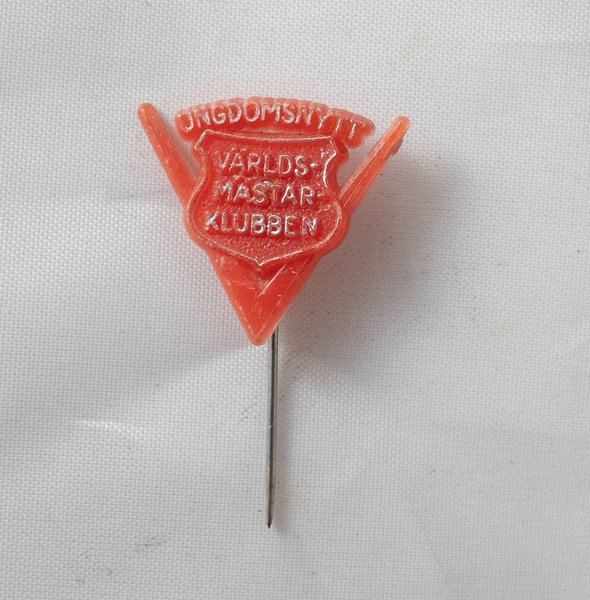 UNGDOMSNYTT
VÄRLDS-
MÄSTAR-
KLUBBEN